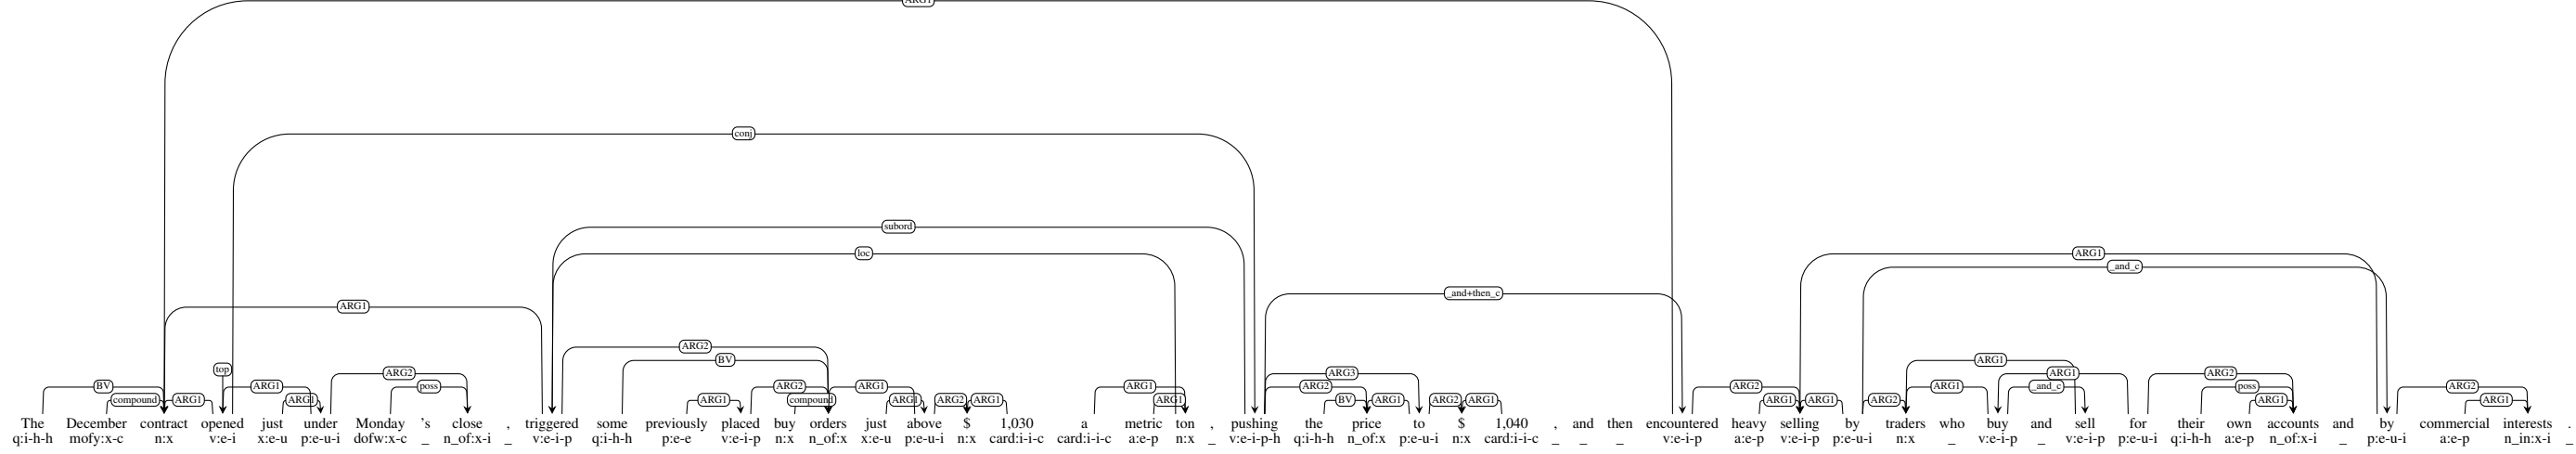 ARG1
conj
subord
loc
ARG1
ARG1 _and_c
_and+then_c
ARG2
BV
top
ARG2 ARG3 ARG1 ARG1 ARG2
BV ARG1 poss ARG2 ARG1 ARG1 ARG2 ARG2 ARG1 _and_c poss ARG2
compound ARG1 ARG1 ARG1 compound ARG1 ARG2 ARG1 ARG1 BV ARG1 ARG2 ARG1 ARG1 ARG1 ARG2 ARG1 ARG1
The December contract opened just under Monday 's close , triggered some previously placed buy orders just above $ 1,030 a metric ton , pushing the price to $ 1,040 , and then encountered heavy selling by traders who buy and sell for their own accounts and by commercial interests .
q:i-h-h mofy:x-c n:x v:e-i x:e-u p:e-u-i dofw:x-c _ n_of:x-i _ v:e-i-p q:i-h-h p:e-e v:e-i-p n:x n_of:x x:e-u p:e-u-i n:x card:i-i-c card:i-i-c a:e-p n:x _ v:e-i-p-h q:i-h-h n_of:x p:e-u-i n:x card:i-i-c _ _ _ v:e-i-p a:e-p v:e-i-p p:e-u-i n:x _ v:e-i-p _ v:e-i-p p:e-u-i q:i-h-h a:e-p n_of:x-i _ p:e-u-i a:e-p n_in:x-i _